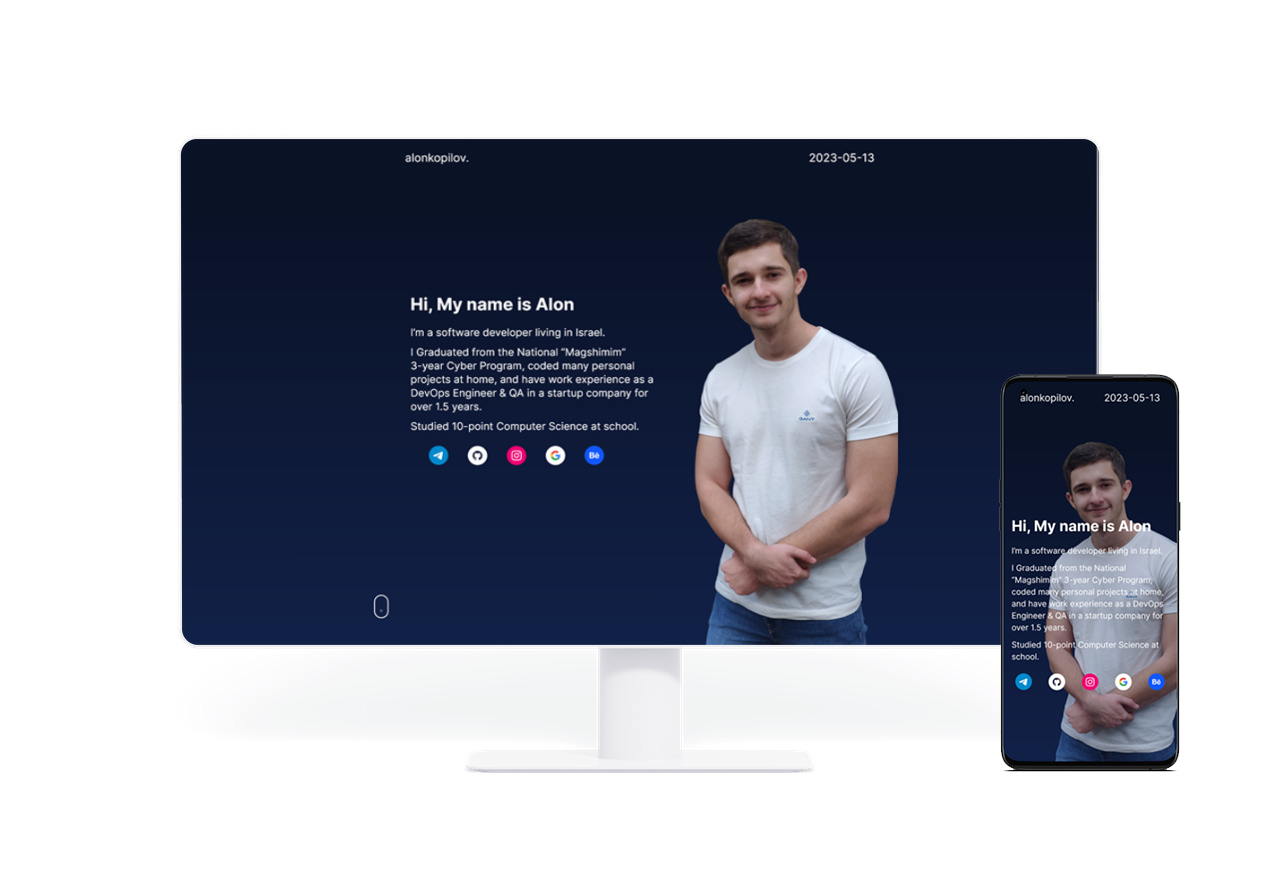 alonkopilov.
2023-05-13
Hi, My name is Alon
I'm a software developer living in Israel.
I Graduated from the National "Magshimim"
3-year Cyber Program, coded many personal
projects at home, and have work experience as a
DevOps Engineer & QA in a startup company for
over 1.5 years.
Studied 10-point Computer Science at school.
Bē
GANT
alonkopilov.
2023-05-13
Hi, My name is Alon
I'm a software developer living in Israel.
I Graduated from the National
"Magshimim" 3-year Cyber Program,
coded many personal projects at home,
and have work experience as a DevOps
Engineer & QA in a startup company for
over 1.5 years.
Studied 10-point Computer Science at
school.
Bē